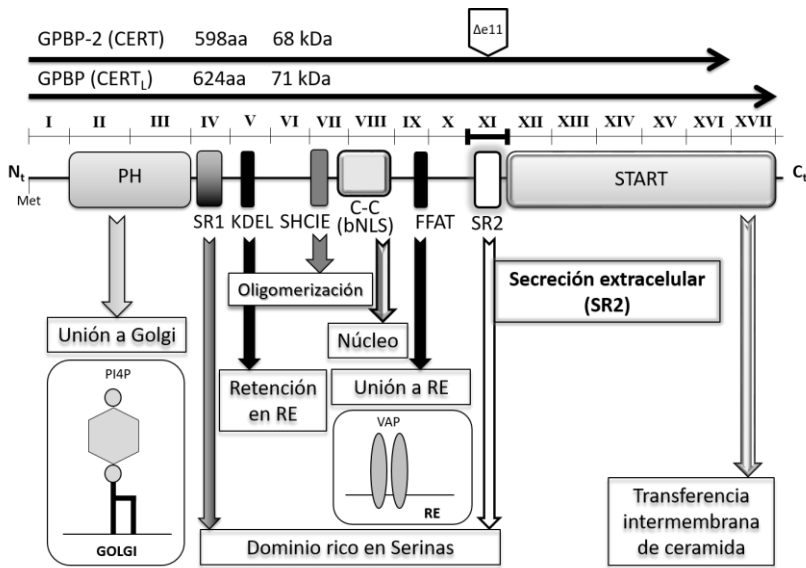 GPBP-2 (CERT) 598aa 68 kDa
Δe11
GPBP (CERTL) 624aa 71 kDa
I II III IV V VI VII VIII IX X XI XII XIII XIV XV XVI XVII
Nt
Met
PH
START
Ct
SR1 KDEL SHCIE C-C
(bNLS)
FFAT SR2
Oligomerización
Secreción extracelular
(SR2)
Unión a Golgi
Núcleo
Retención
en RE
Unión a RE
PI4P
GOLGI
VAP
RE
Dominio rico en Serinas
Transferencia
intermembrana
de ceramida